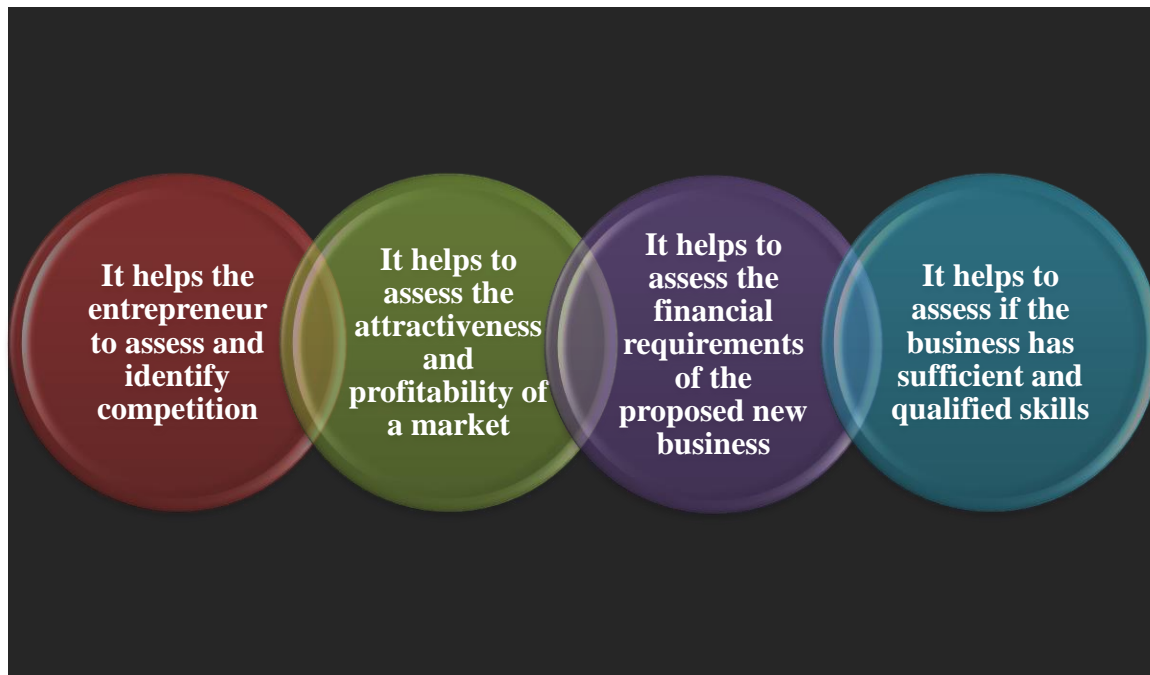 It helps the
entrepreneur
to assess and
identify
competition
It helps to
assess the
attractiveness
and
profitability of
a market
It helps to
assess the
financial
requirements
of the
proposed new
business
It helps to
assess if the
business has
sufficient and
qualified skills